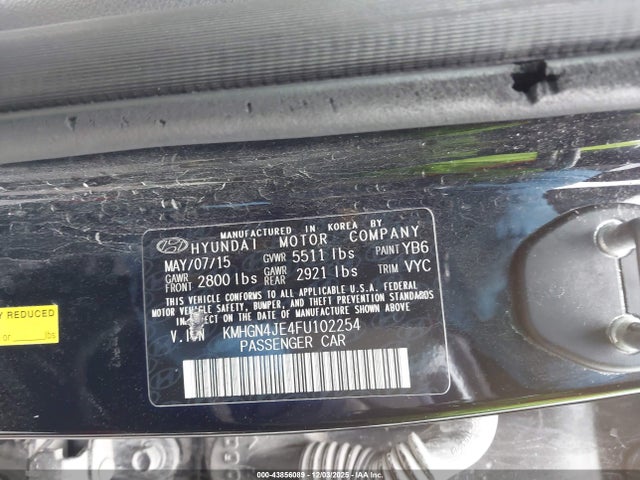 MANUFACTURED IN KOREA BY
HYUNDAI MOTOR COMPANY
MAY/07/15 GVWR 5511 lbs PAINT YB6
GAWR FRONT 2800 lbs GAWR REAR 2921 lbs TRIM VYC
THIS VEHICLE CONFORMS TO ALL APPLICABLE U.S.A. FEDERAL
MOTOR VEHICLE SAFETY, BUMPER, AND THEFT PREVENTION STANDARDS
IN EFFECT ON THE DATE OF MANUFACTURE SHOWN ABOVE.
V.I.N KMHGN4JE4FU102254
PASSENGER CAR
Y REDUCED
or lbs
000-43856089 - 12/03/2025 - IAA Inc.